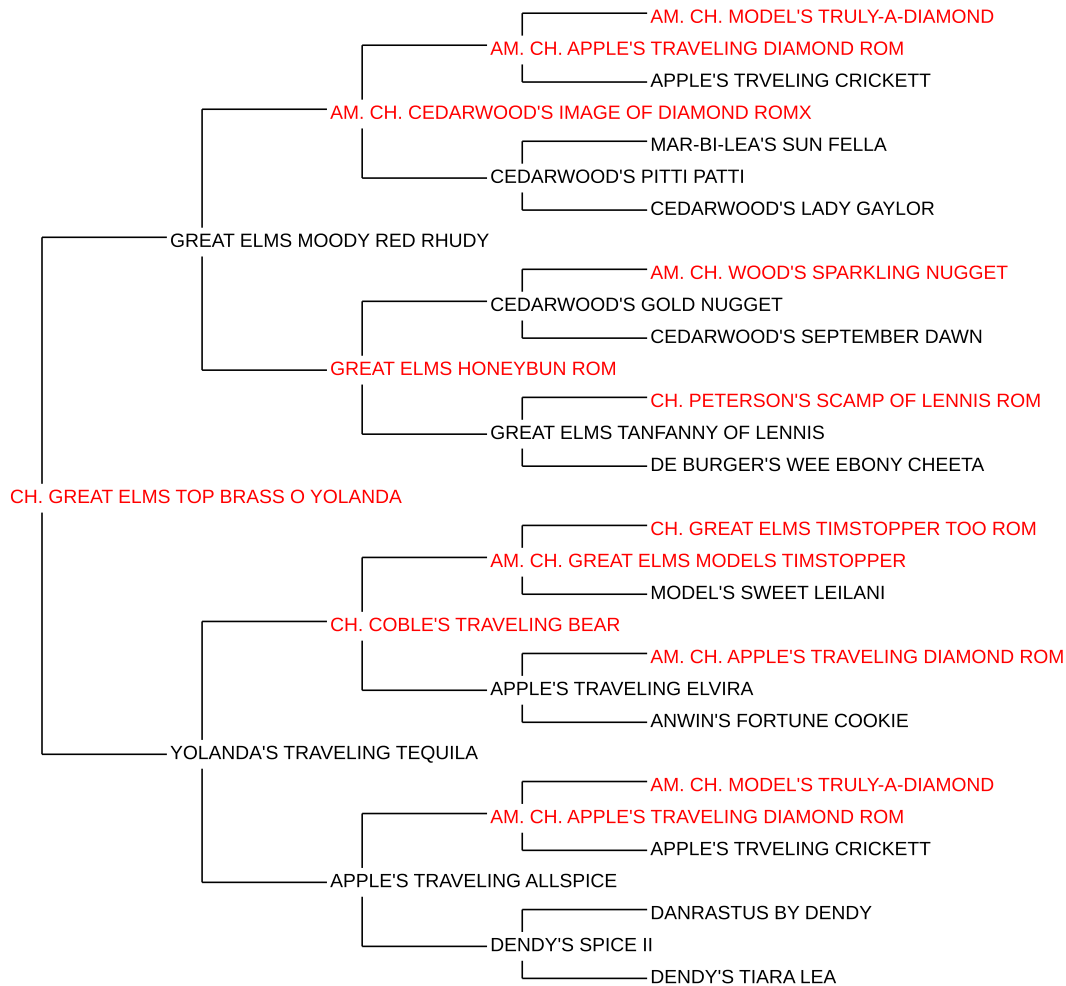 AM. CH. MODEL'S TRULY-A-DIAMOND
AM. CH. APPLE'S TRAVELING DIAMOND ROM
APPLE'S TRVELING CRICKETT
AM. CH. CEDARWOOD'S IMAGE OF DIAMOND ROMX
MAR-BI-LEA'S SUN FELLA
CEDARWOOD'S PITTI PATTI
CEDARWOOD'S LADY GAYLOR
GREAT ELMS MOODY RED RHUDY
AM. CH. WOOD'S SPARKLING NUGGET
CEDARWOOD'S GOLD NUGGET
CEDARWOOD'S SEPTEMBER DAWN
GREAT ELMS HONEYBUN ROM
CH. PETERSON'S SCAMP OF LENNIS ROM
GREAT ELMS TANFANNY OF LENNIS
DE BURGER'S WEE EBONY CHEETA
CH. GREAT ELMS TOP BRASS O YOLANDA
CH. GREAT ELMS TIMSTOPPER TOO ROM
AM. CH. GREAT ELMS MODELS TIMSTOPPER
MODEL'S SWEET LEILANI
CH. COBLE'S TRAVELING BEAR
AM. CH. APPLE'S TRAVELING DIAMOND ROM
APPLE'S TRAVELING ELVIRA
ANWIN'S FORTUNE COOKIE
YOLANDA'S TRAVELING TEQUILA
AM. CH. MODEL'S TRULY-A-DIAMOND
AM. CH. APPLE'S TRAVELING DIAMOND ROM
APPLE'S TRVELING CRICKETT
APPLE'S TRAVELING ALLSPICE
DANRASTUS BY DENDY
DENDY'S SPICE II
DENDY'S TIARA LEA